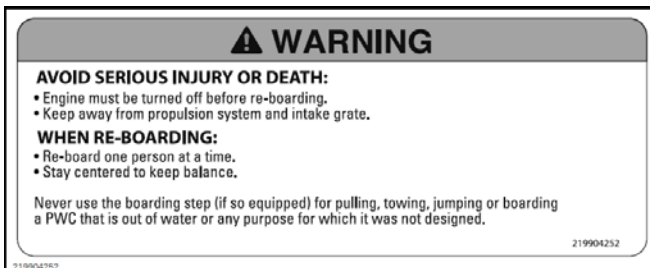 WARNING
AVOID SERIOUS INJURY OR DEATH:
• Engine must be turned off before re-boarding.
• Keep away from propulsion system and intake grate.
WHEN RE-BOARDING:
• Re-board one person at a time.
• Stay centered to keep balance.
Never use the boarding step (if so equipped) for pulling, towing, jumping or boarding
a PWC that is out of water or any purpose for which it was not designed.
219904252
219904252